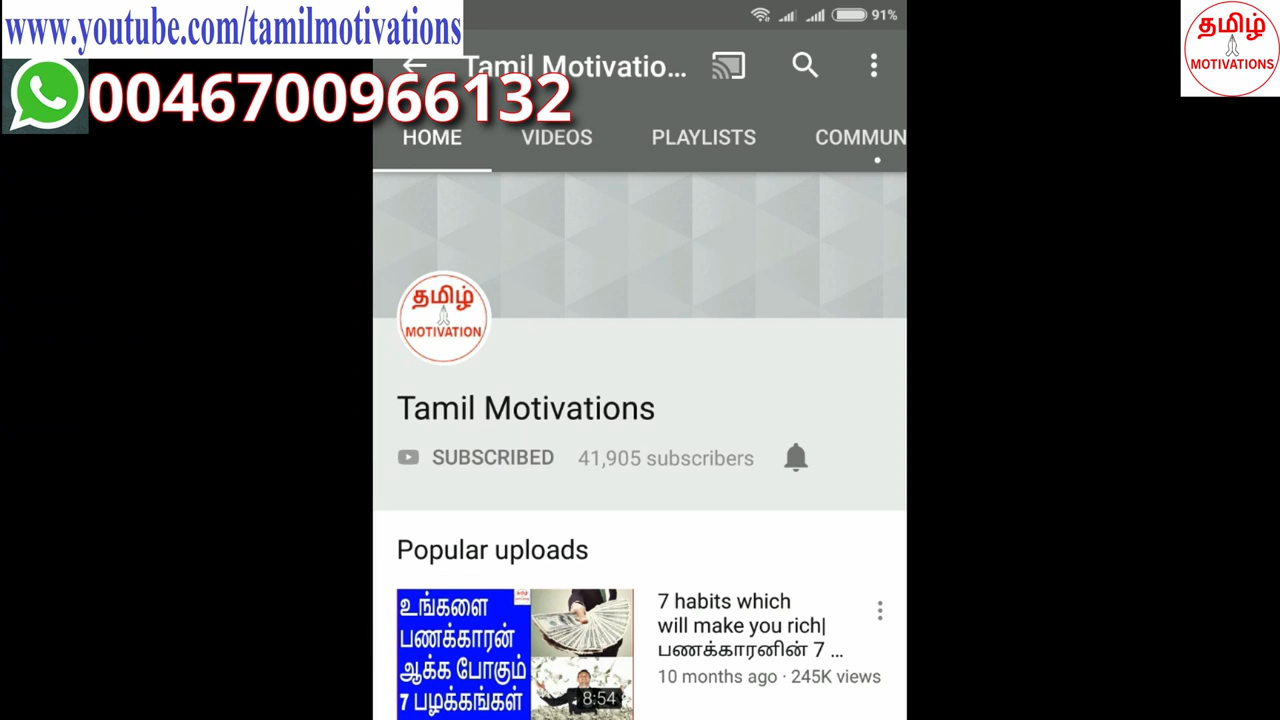 www.youtube.com/tamilmotivations
0046700966132
91%
Tamil Motivatio...
HOME VIDEOS PLAYLISTS COMMUN
தமிழ்
MOTIVATIONS
தமிழ்
MOTIVATION
Tamil Motivations
SUBSCRIBED 41,905 subscribers
Popular uploads
உங்களை
பணக்காரன்
ஆக்க போகும்
7 பழக்கங்கள்
8:54
7 habits which
will make you rich|
பணக்காரனின் 7 ...
10 months ago · 245K views